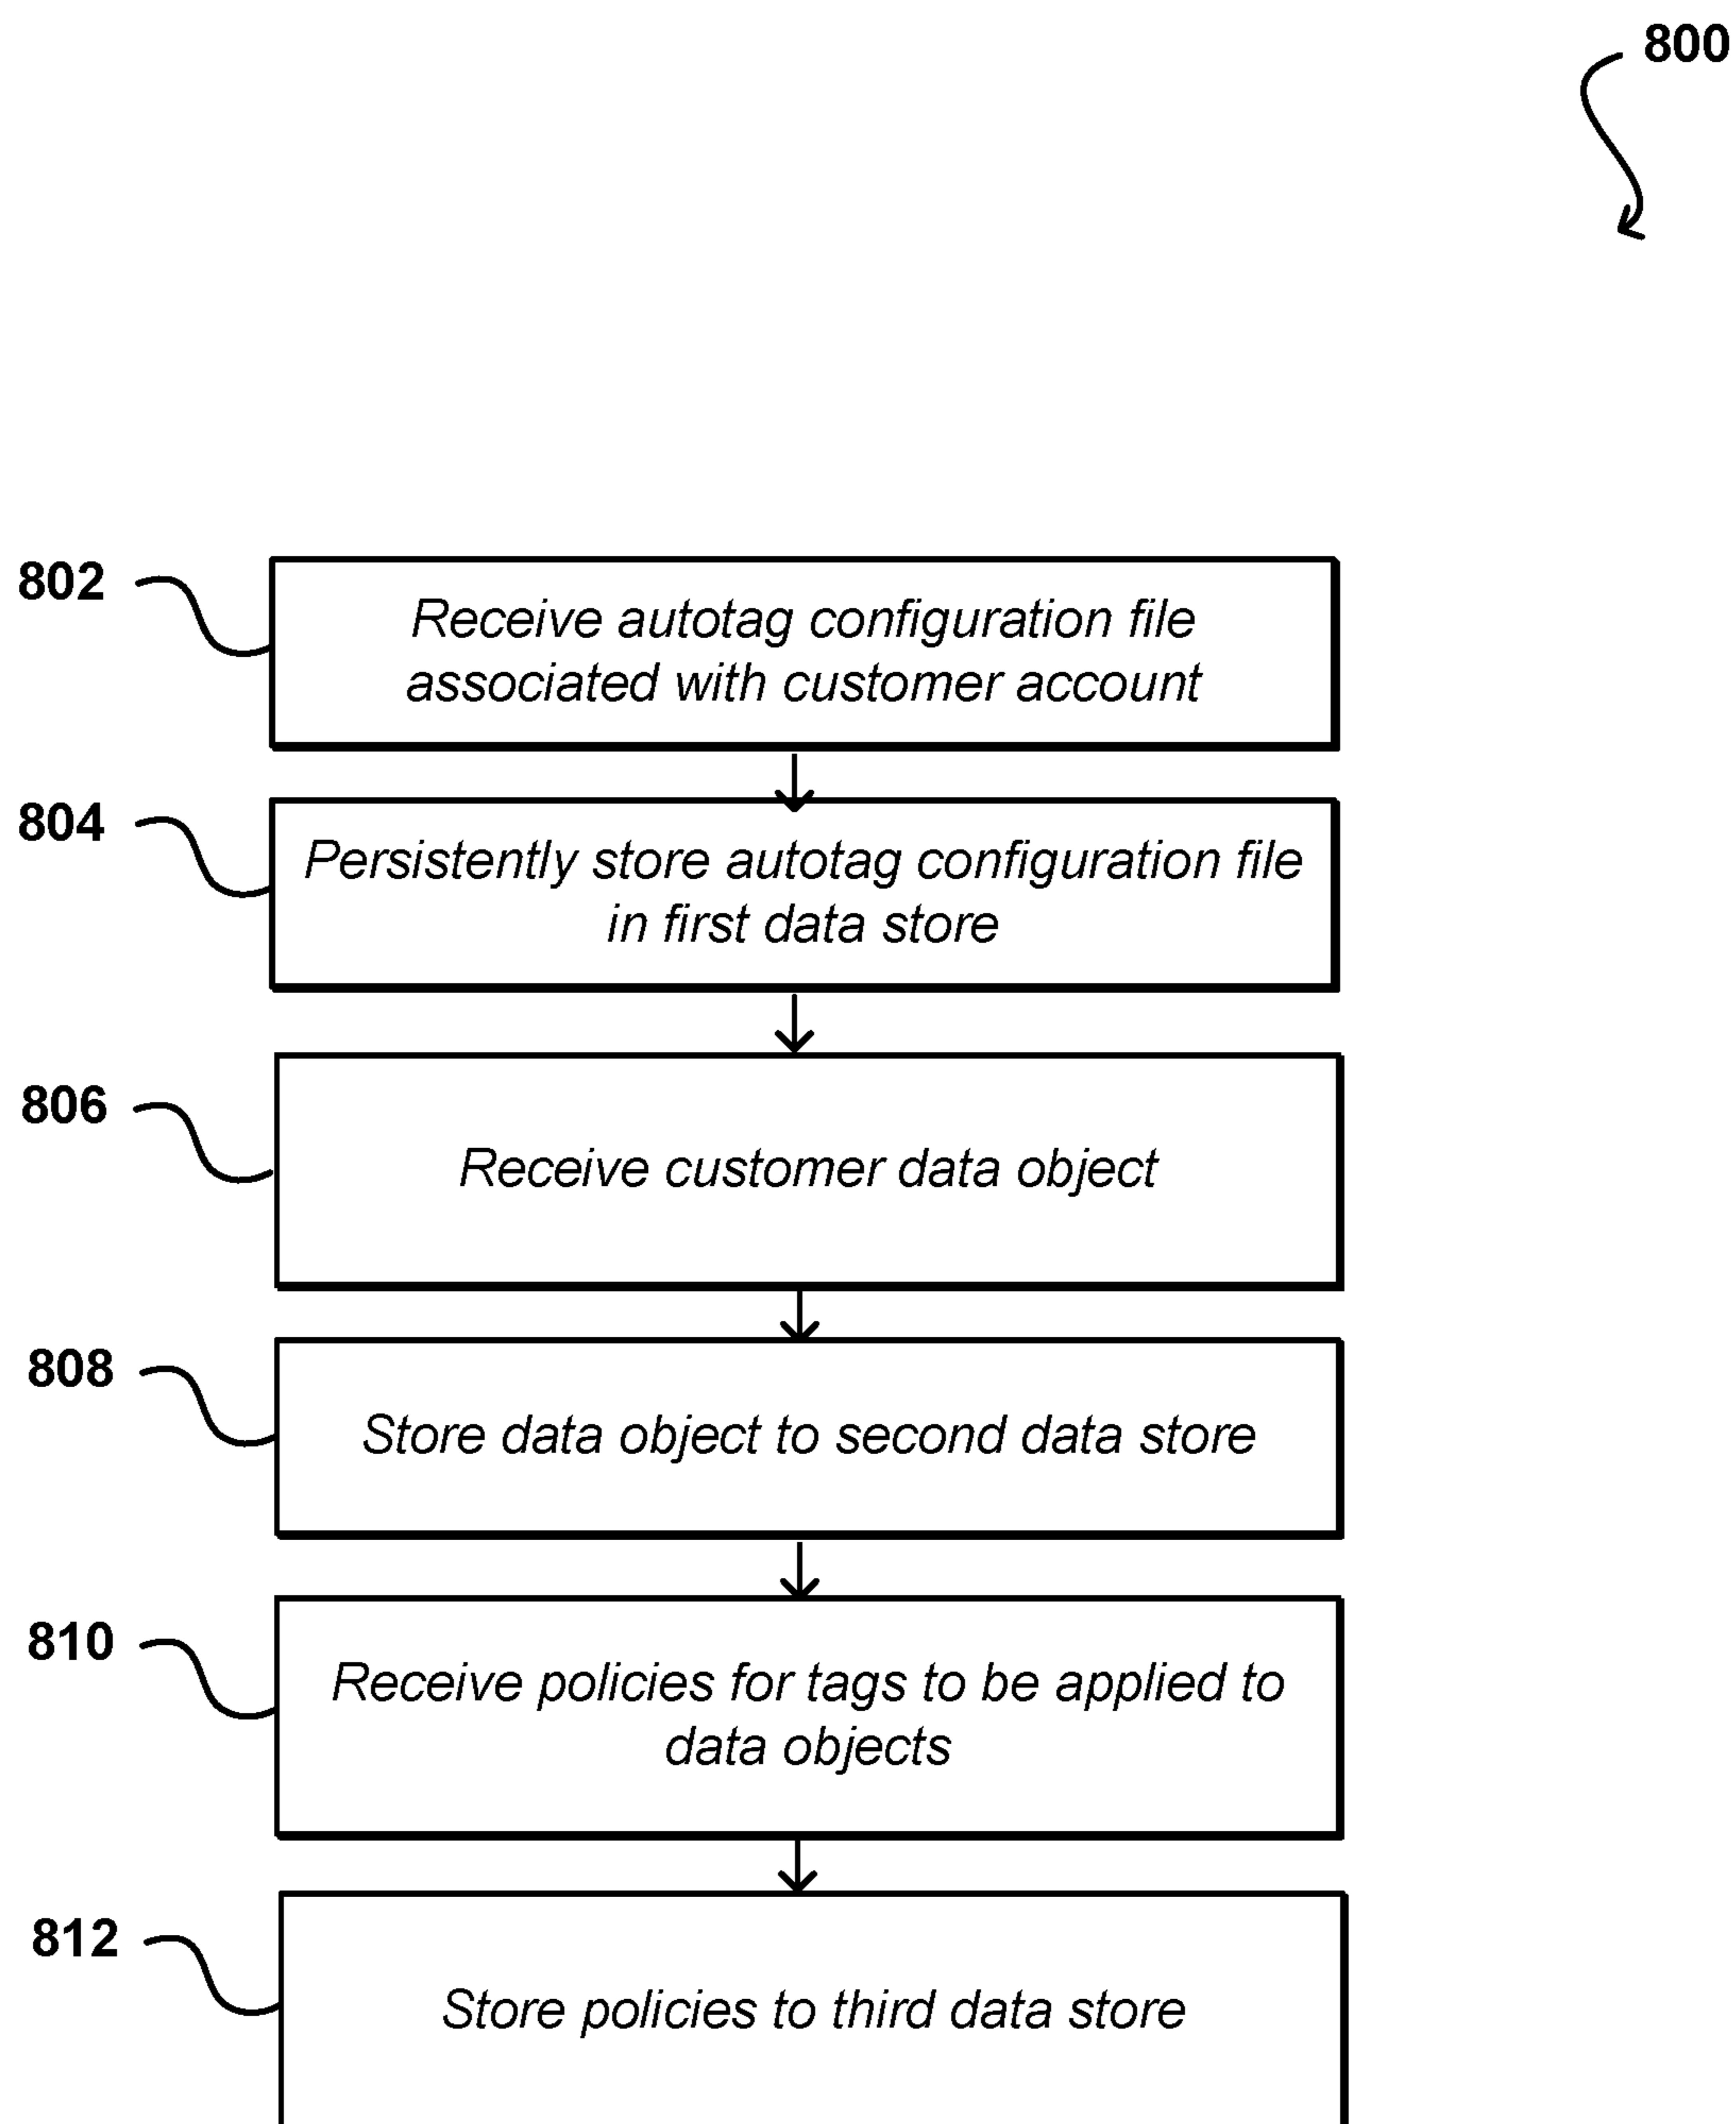 800
802
Receive autotag configuration file
associated with customer account
804
Persistently store autotag configuration file
in first data store
806
Receive customer data object
808
Store data object to second data store
810
Receive policies for tags to be applied to
data objects
812
Store policies to third data store